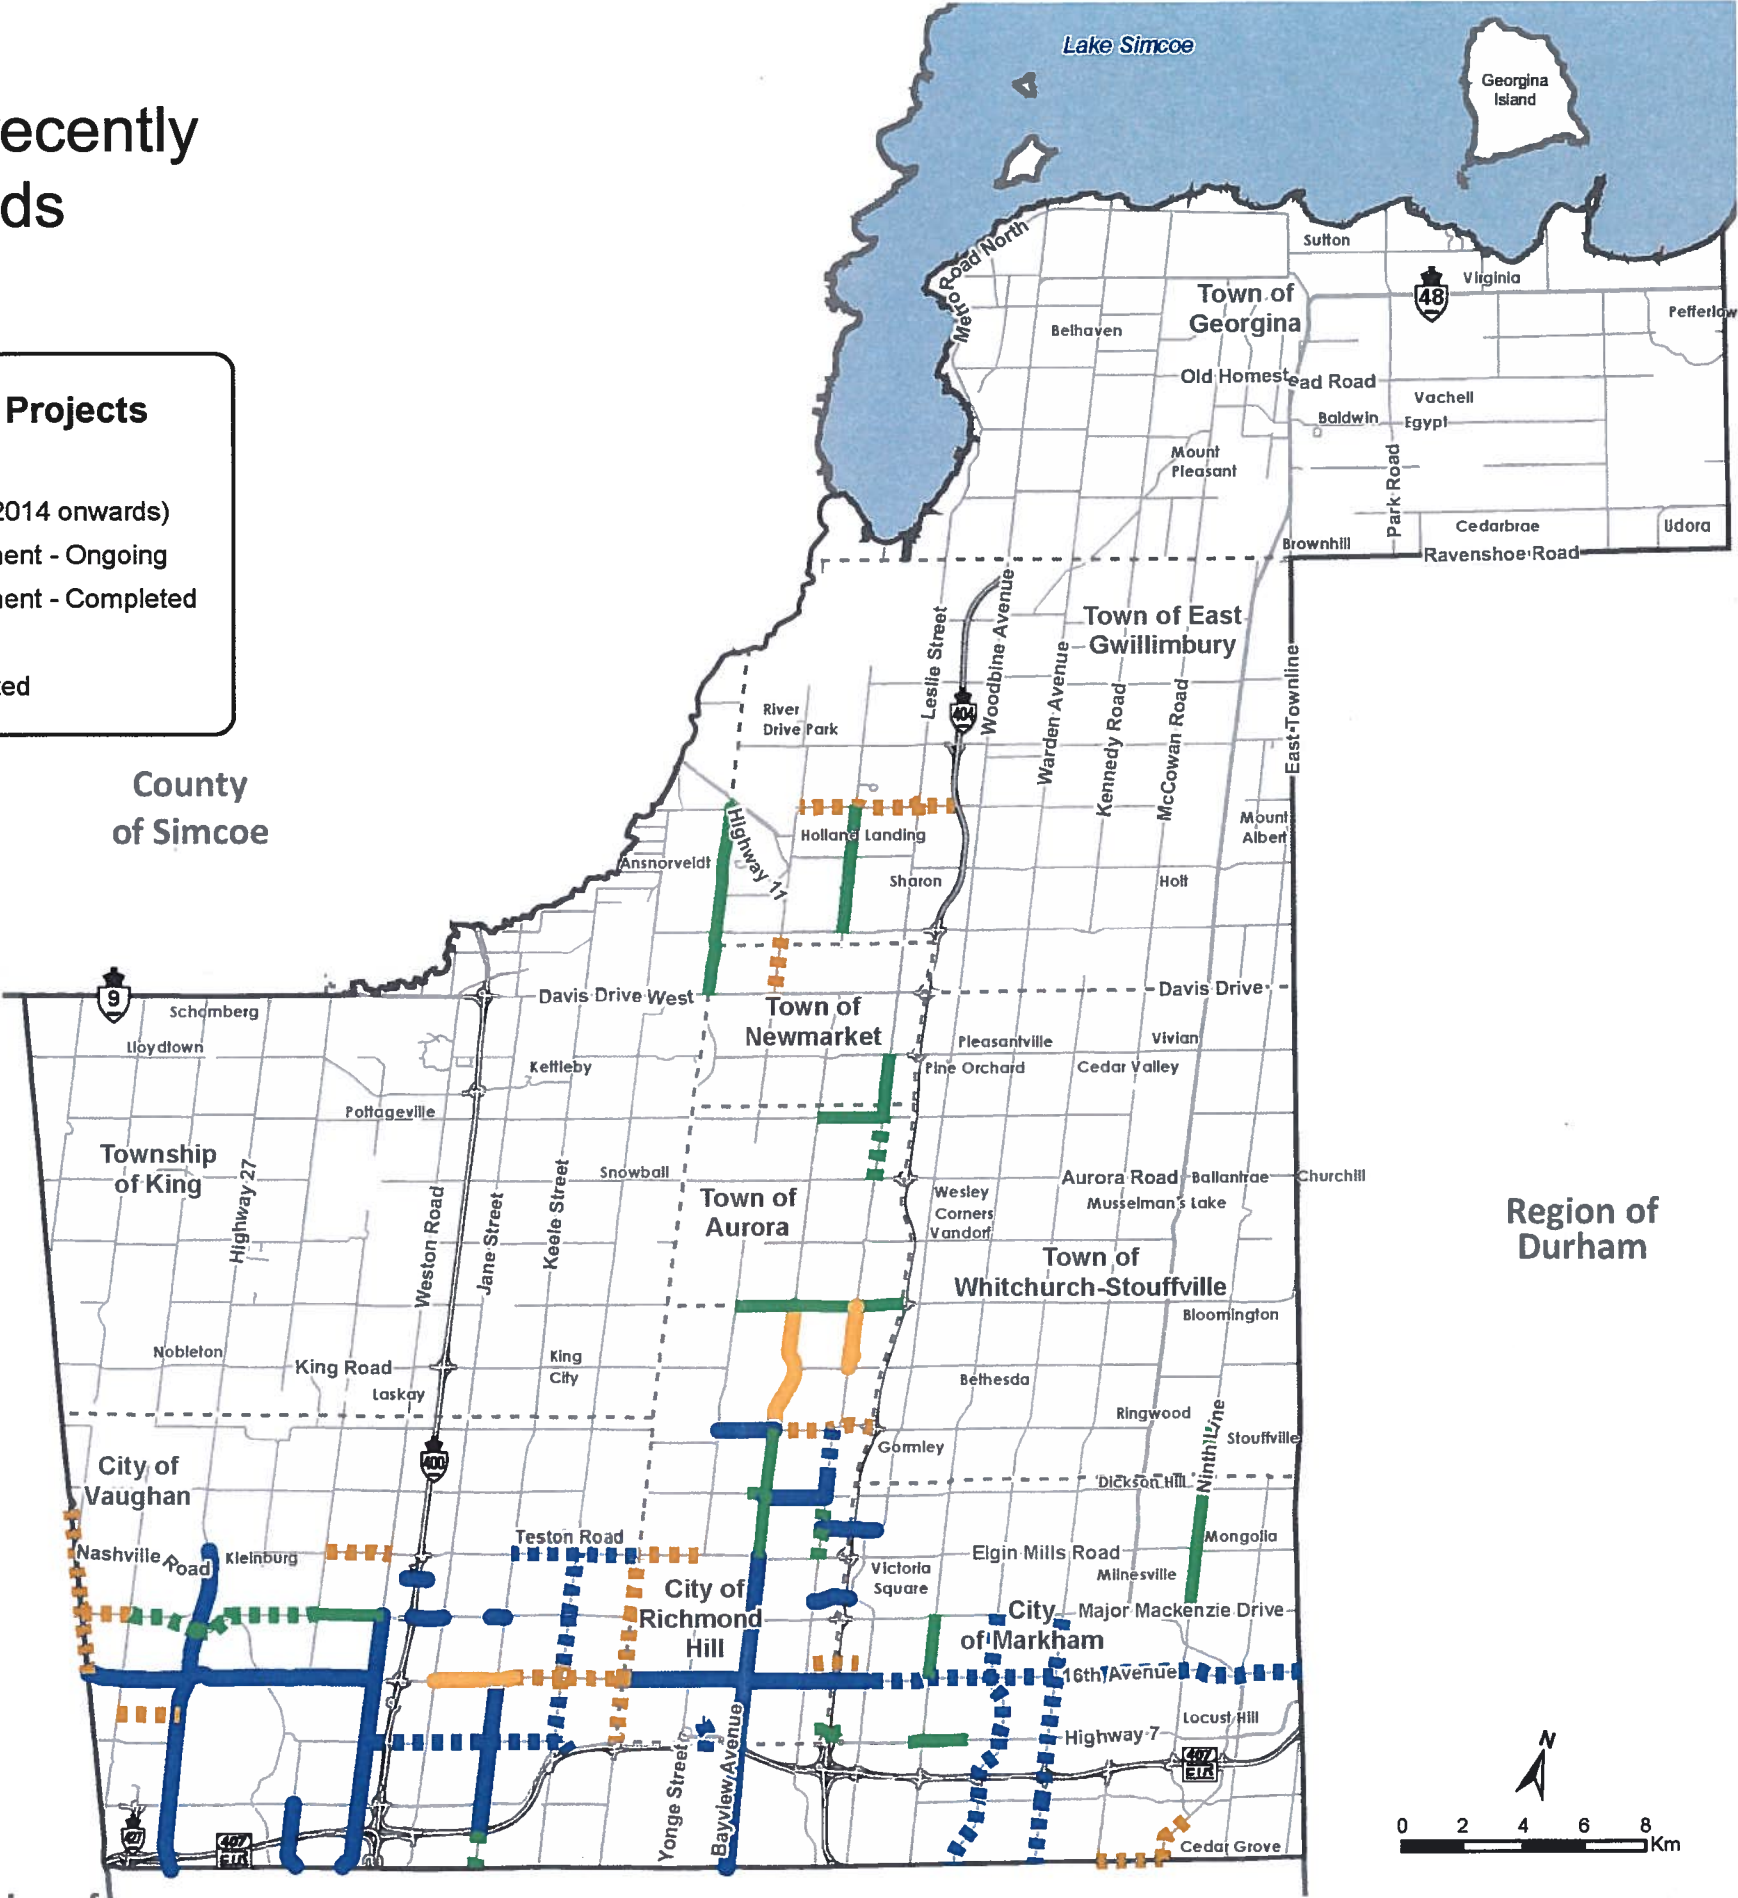 ecently
ds
Projects
2014 onwards)
ent - Ongoing
ent - Completed
ted
Lake Simcoe
Georgina
Island
Metro Road North
Sutton
Virginia
48
Town of
Georgina
Pefferlaw
Belhaven
Old Homestead Road
Vachell
Baldwin
Egypt
Mount
Pleasant
Park Road
Cedarbrae
Udora
Brownhill
Ravenshoe Road
Town of East
Gwillimbury
Leslie Street
Woodbine Avenue
Warden Avenue
Kennedy Road
McCowan Road
East Townline
404
River
Drive Park
County
of Simcoe
Highway 11
Holland Landing
Mount
Albert
Ansnorveldt
Sharon
Holt
9
Schomberg
Davis Drive West
Davis Drive
Town of
Newmarket
Lloydtown
Kettleby
Pleasantville
Vivian
Pine Orchard
Cedar Valley
Pottageville
Township
of King
Highway 27
Weston Road
Jane Street
Keele Street
Snowball
Town of
Aurora
Aurora Road
Ballantrae
Churchill
Wesley
Corners
Vandorf
Musselman's Lake
Region of
Durham
Town of
Whitchurch-Stouffville
Bloomington
Nobleton
King Road
King
City
Laskay
Bethesda
Ringwood
Ninth Line
Stouffville
Gormley
400
City of
Vaughan
Dickson Hill
Teston Road
Mongolia
Nashville Road
Kleinburg
Elgin Mills Road
Milnesville
Victoria
Square
City of
Richmond
Hill
City
of Markham
Major Mackenzie Drive
16th Avenue
Locust Hill
Highway 7
Yonge Street
Bayview Avenue
407
ETR
407
ETR
Cedar Grove
N
0 2 4 6 8
Km